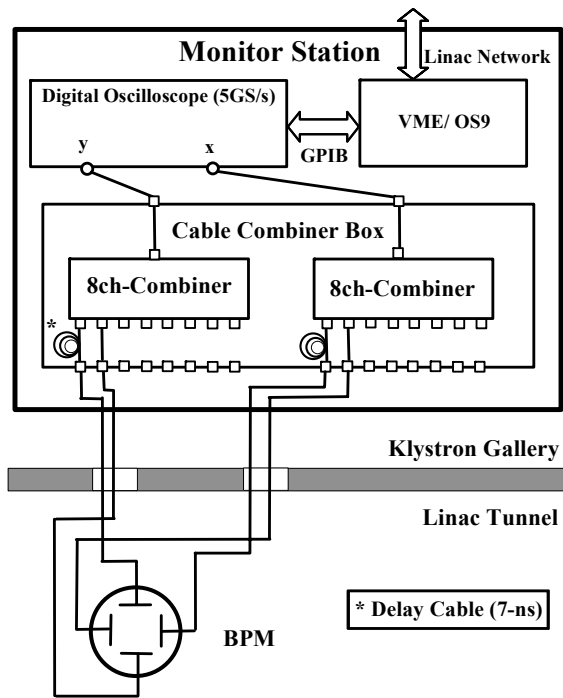 Monitor Station
Linac Network
Digital Oscilloscope (5GS/s)
VME/ OS9
GPIB
y
x
Cable Combiner Box
8ch-Combiner
8ch-Combiner
*
Klystron Gallery
Linac Tunnel
* Delay Cable (7-ns)
BPM